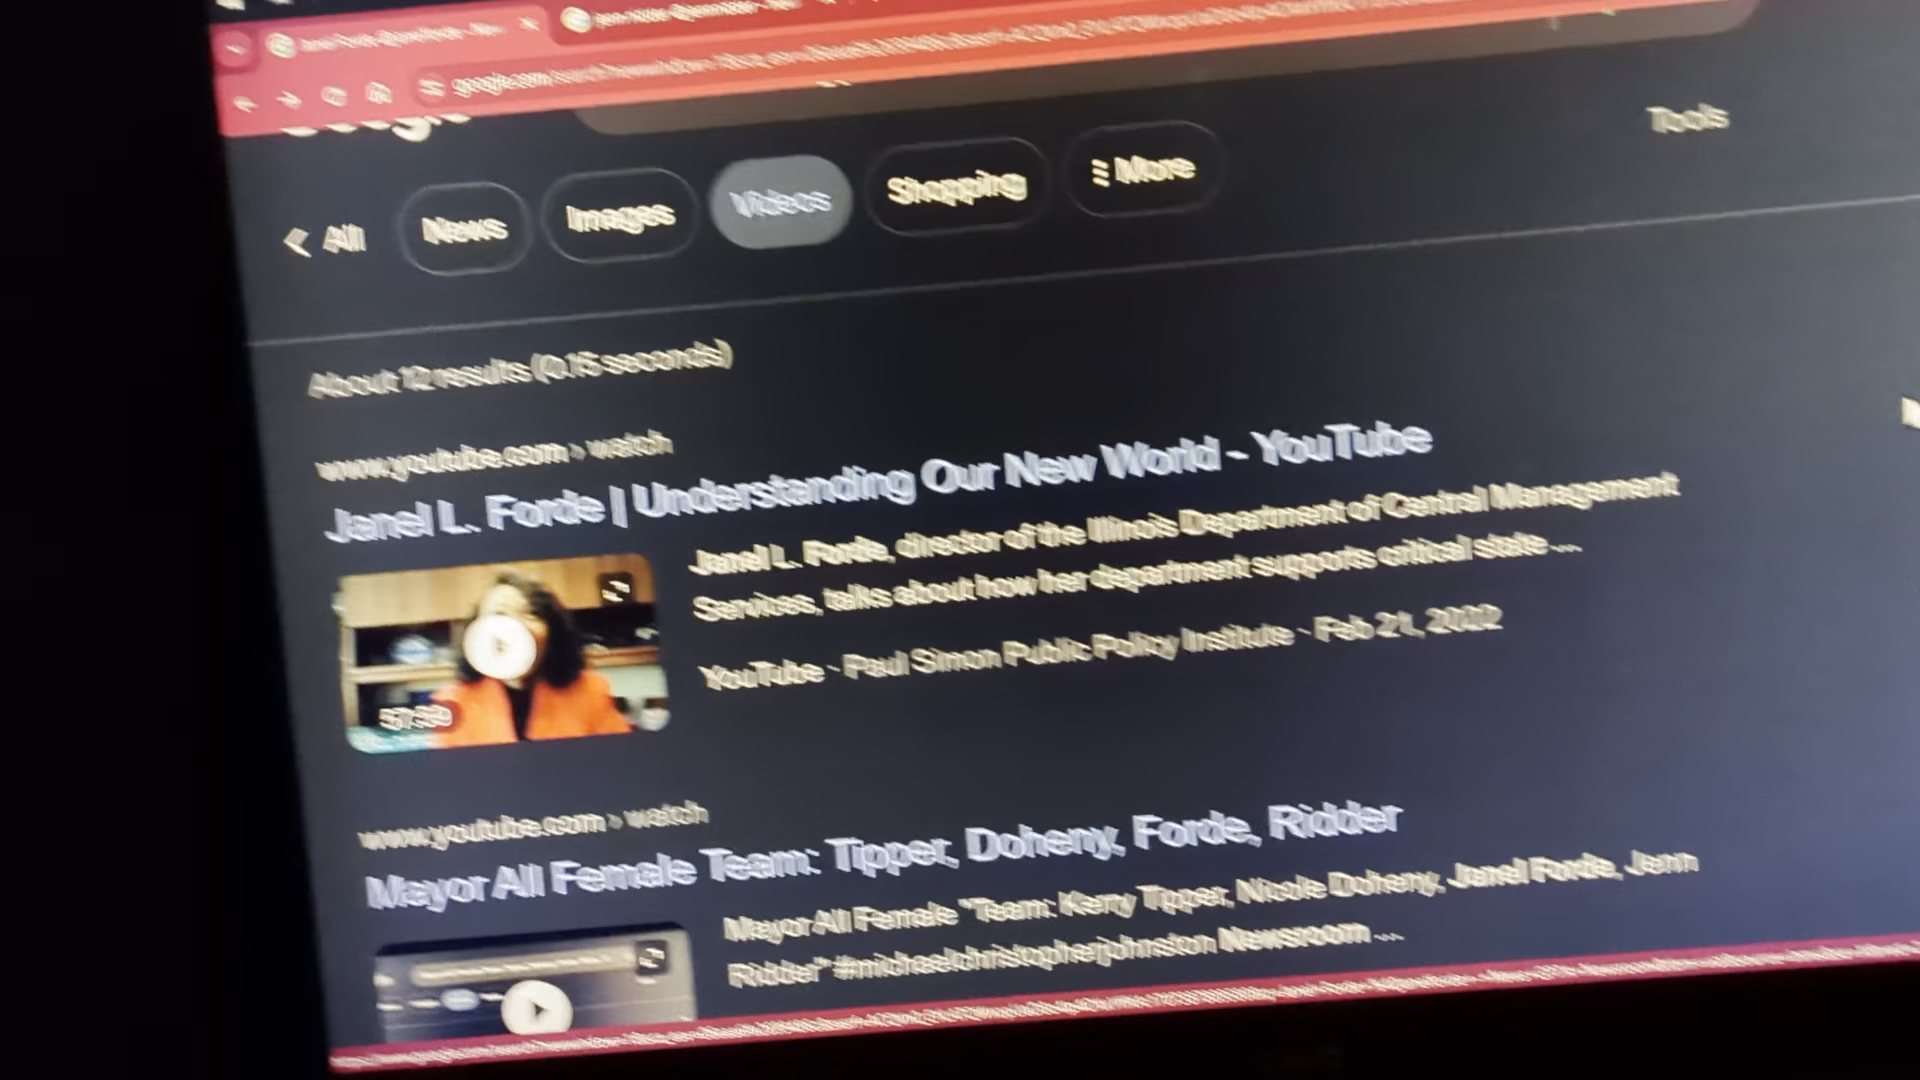 google.com
Tools
All
News
Images
Videos
Shopping
More
About 12 results (0.15 seconds)
www.youtube.com › watch
Janel L. Forde | Understanding Our New World - YouTube
Janel L. Forde, director of the Illinois Department of Central Management
Services, talks about how her department supports critical state ...
YouTube · Paul Simon Public Policy Institute · Feb 21, 2022
www.youtube.com › watch
Mayor All Female Team: Tipper, Doheny, Forde, Ridder
Mayor All Female "Team: Kerry Tipper, Nicole Doheny, Janel Forde, Jenn
Ridder" #michaelchristopherjohnston Newsroom ...